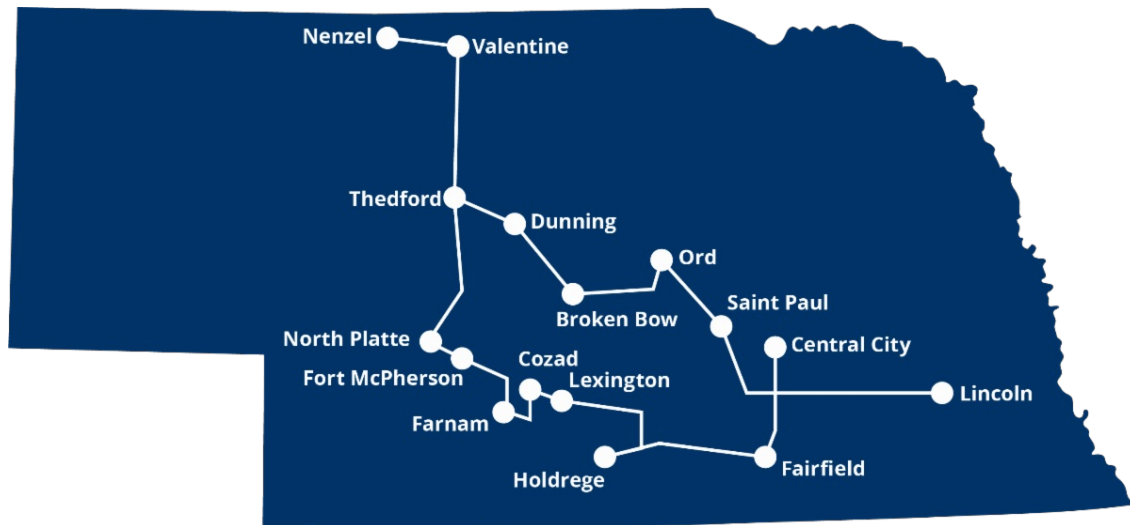 Nenzel
Valentine
Thedford
Dunning
Ord
Broken Bow
Saint Paul
North Platte
Central City
Fort McPherson
Cozad
Lexington
Lincoln
Farnam
Holdrege
Fairfield